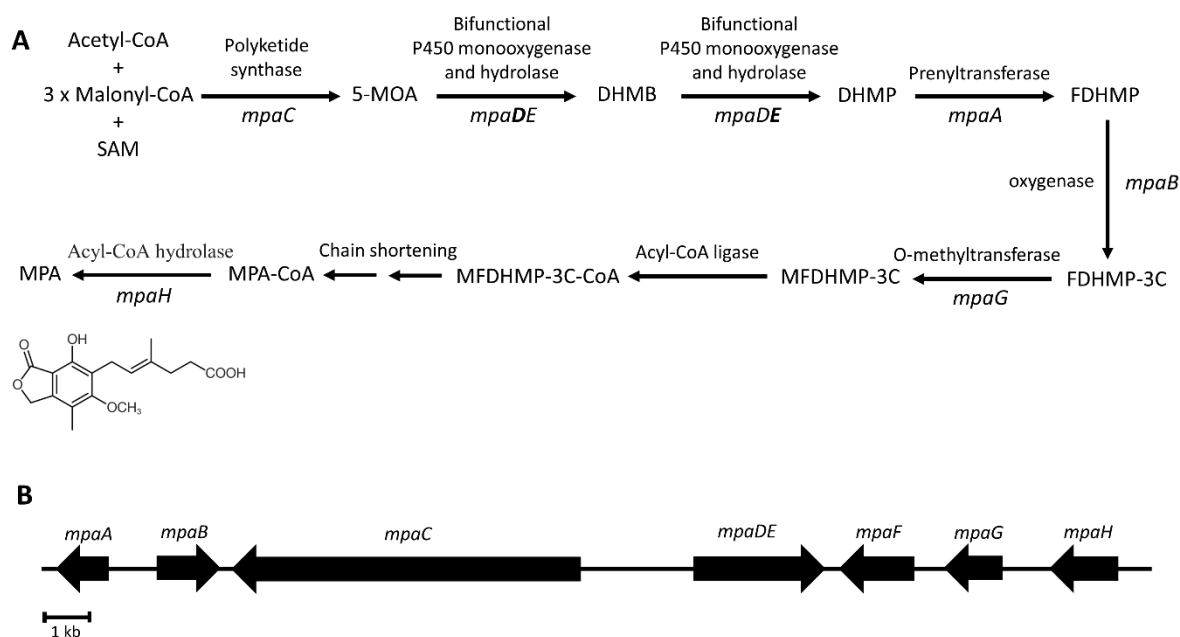 A
Acetyl-CoA
+
3 x Malonyl-CoA
+
SAM
Polyketide
synthase
mpaC
5-MOA
Bifunctional
P450 monooxygenase
and hydrolase
mpaDE
DHMB
Bifunctional
P450 monooxygenase
and hydrolase
mpaDE
DHMP
Prenyltransferase
mpaA
FDHMP
oxygenase
mpaB
FDHMP-3C
O-methyltransferase
mpaG
MFDHMP-3C
Acyl-CoA ligase
MFDHMP-3C-CoA
Chain shortening
MPA-CoA
Acyl-CoA hydrolase
mpaH
MPA
O
OH
O
COOH
OCH3
B
mpaA
mpaB
mpaC
mpaDE
mpaF
mpaG
mpaH
1 kb